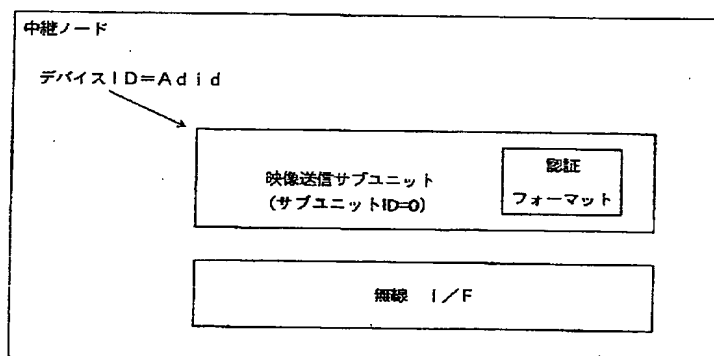 中継ノード
デバイスID=Adid
映像送信サブユニット
(サブユニットID=0)
認証
フォーマット
無線 I/F